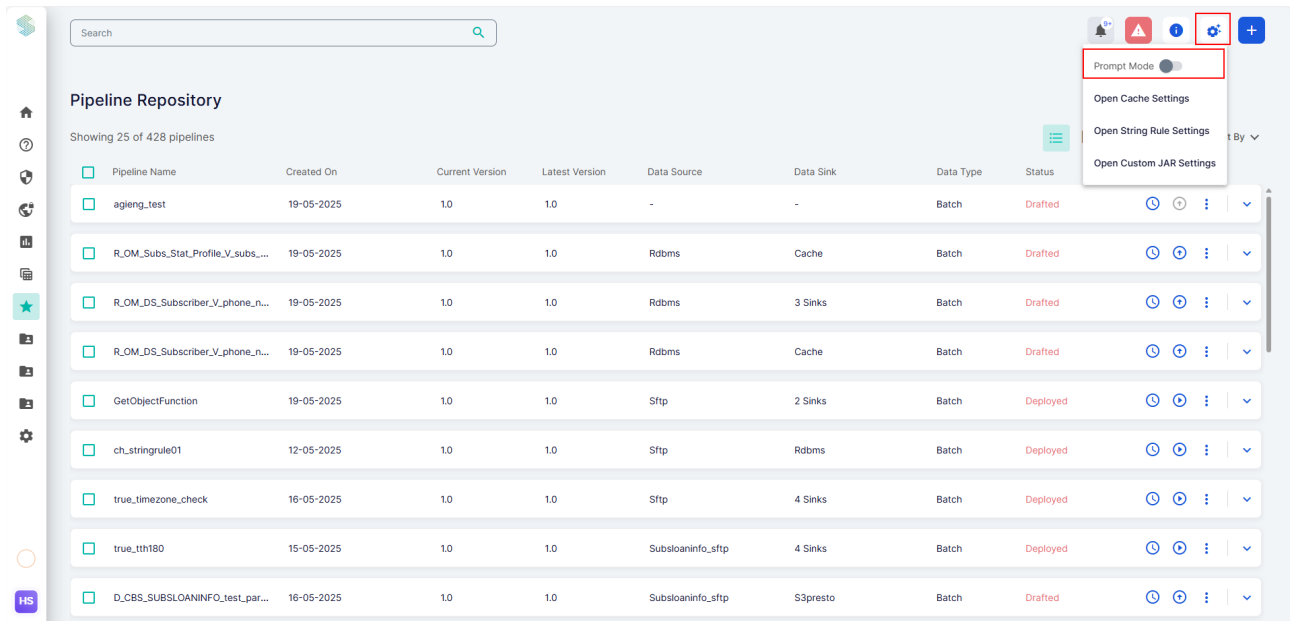 Search
9+
Prompt Mode
Open Cache Settings
Open String Rule Settings
Open Custom JAR Settings
Pipeline Repository
Showing 25 of 428 pipelines
t By
Pipeline Name Created On Current Version Latest Version Data Source Data Sink Data Type Status
agieng_test 19-05-2025 1.0 1.0 - - Batch Drafted
R_OM_Subs_Stat_Profile_V_subs_... 19-05-2025 1.0 1.0 Rdbms Cache Batch Drafted
R_OM_DS_Subscriber_V_phone_n... 19-05-2025 1.0 1.0 Rdbms 3 Sinks Batch Drafted
R_OM_DS_Subscriber_V_phone_n... 19-05-2025 1.0 1.0 Rdbms Cache Batch Drafted
GetObjectFunction 19-05-2025 1.0 1.0 Sftp 2 Sinks Batch Deployed
ch_stringrule01 12-05-2025 1.0 1.0 Sftp Rdbms Batch Deployed
true_timezone_check 16-05-2025 1.0 1.0 Sftp 4 Sinks Batch Deployed
true_tth180 15-05-2025 1.0 1.0 Subsloaninfo_sftp 4 Sinks Batch Deployed
D_CBS_SUBSLOANINFO_test_par... 16-05-2025 1.0 1.0 Subsloaninfo_sftp S3presto Batch Drafted
HS